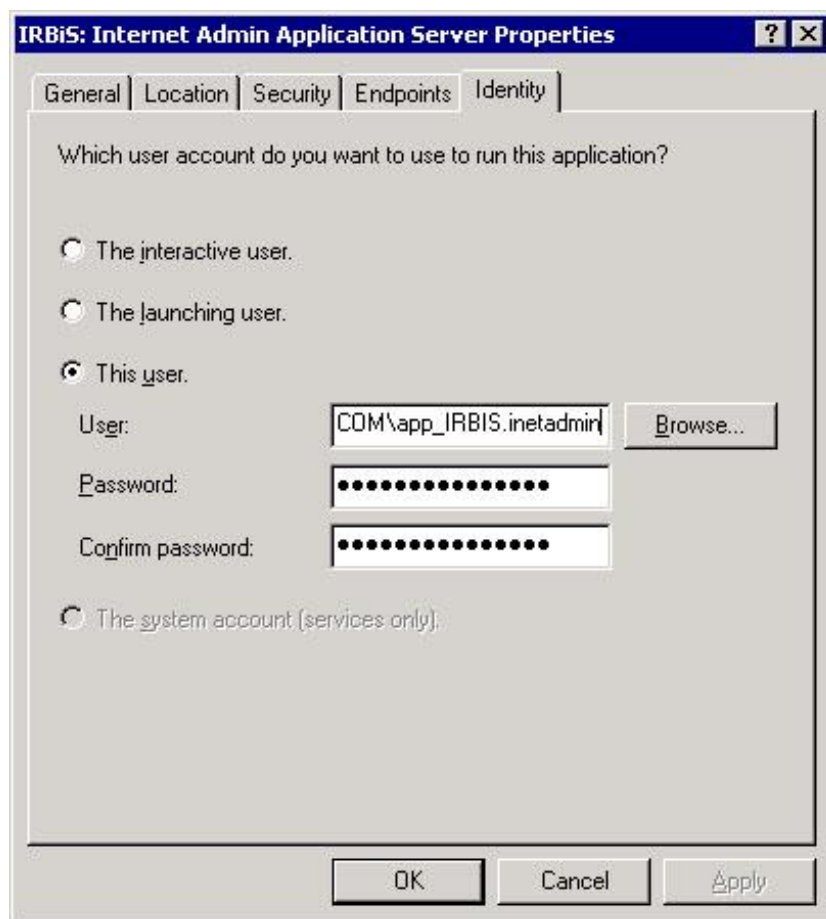 IRBiS: Internet Admin Application Server Properties
General Location Security Endpoints Identity
Which user account do you want to use to run this application?
The interactive user.
The launching user.
This user.
User: COM\app_IRBIS.inetadmin Browse...
Password: ●●●●●●●●●●●●●●●
Confirm password: ●●●●●●●●●●●●●●●
The system account (services only).
OK Cancel Apply